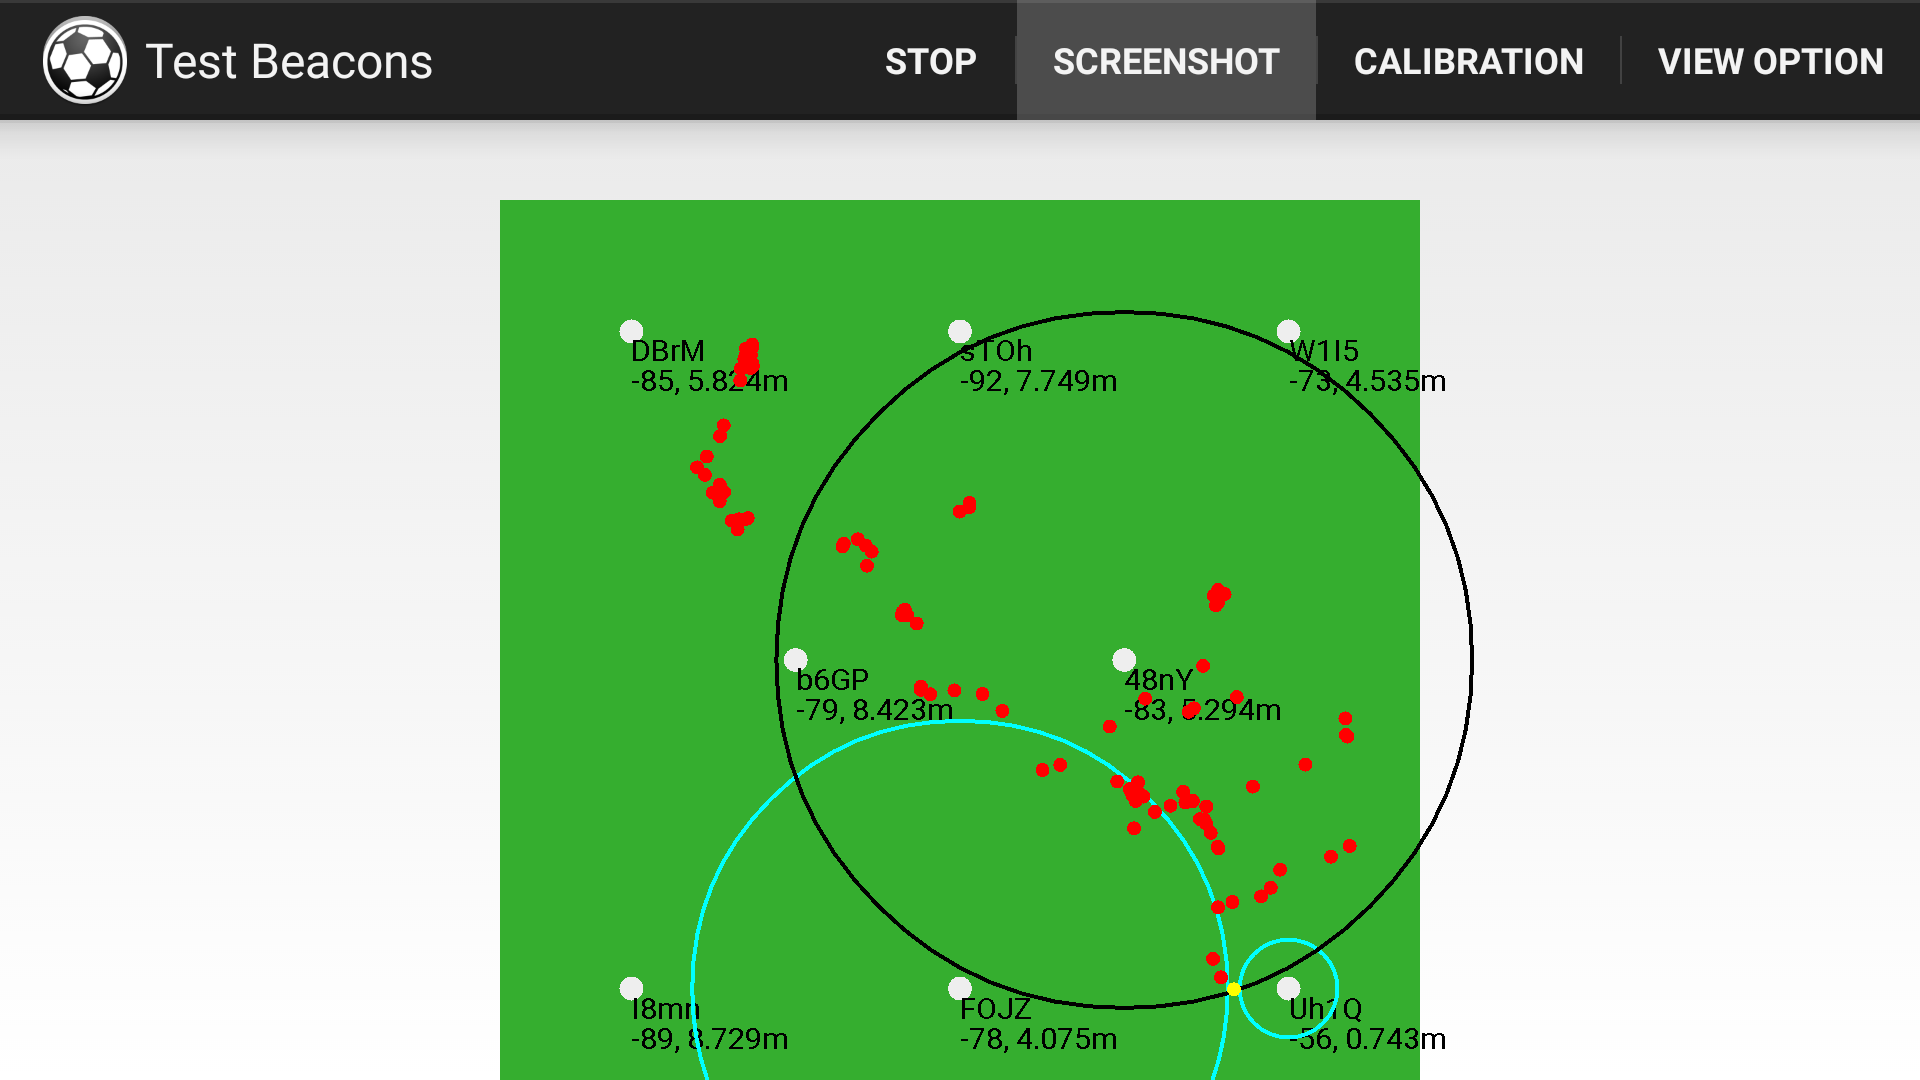 Test Beacons
STOP
SCREENSHOT
CALIBRATION
VIEW OPTION
DBrM
-85, 5.824m
sTOh
-92, 7.749m
W1I5
-73, 4.535m
b6GP
-79, 8.423m
48nY
-83, 5.294m
I8mn
-89, 8.729m
FOJZ
-78, 4.075m
Uh1Q
-56, 0.743m